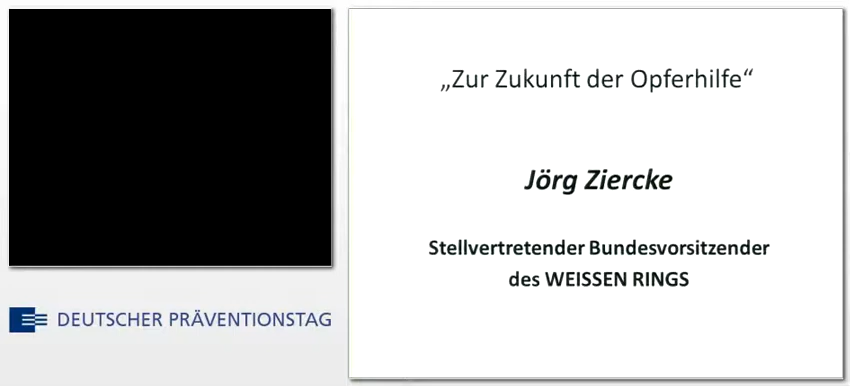 „Zur Zukunft der Opferhilfe“
Jörg Ziercke
Stellvertretender Bundesvorsitzender
des WEISSEN RINGS
DEUTSCHER PRÄVENTIONSTAG